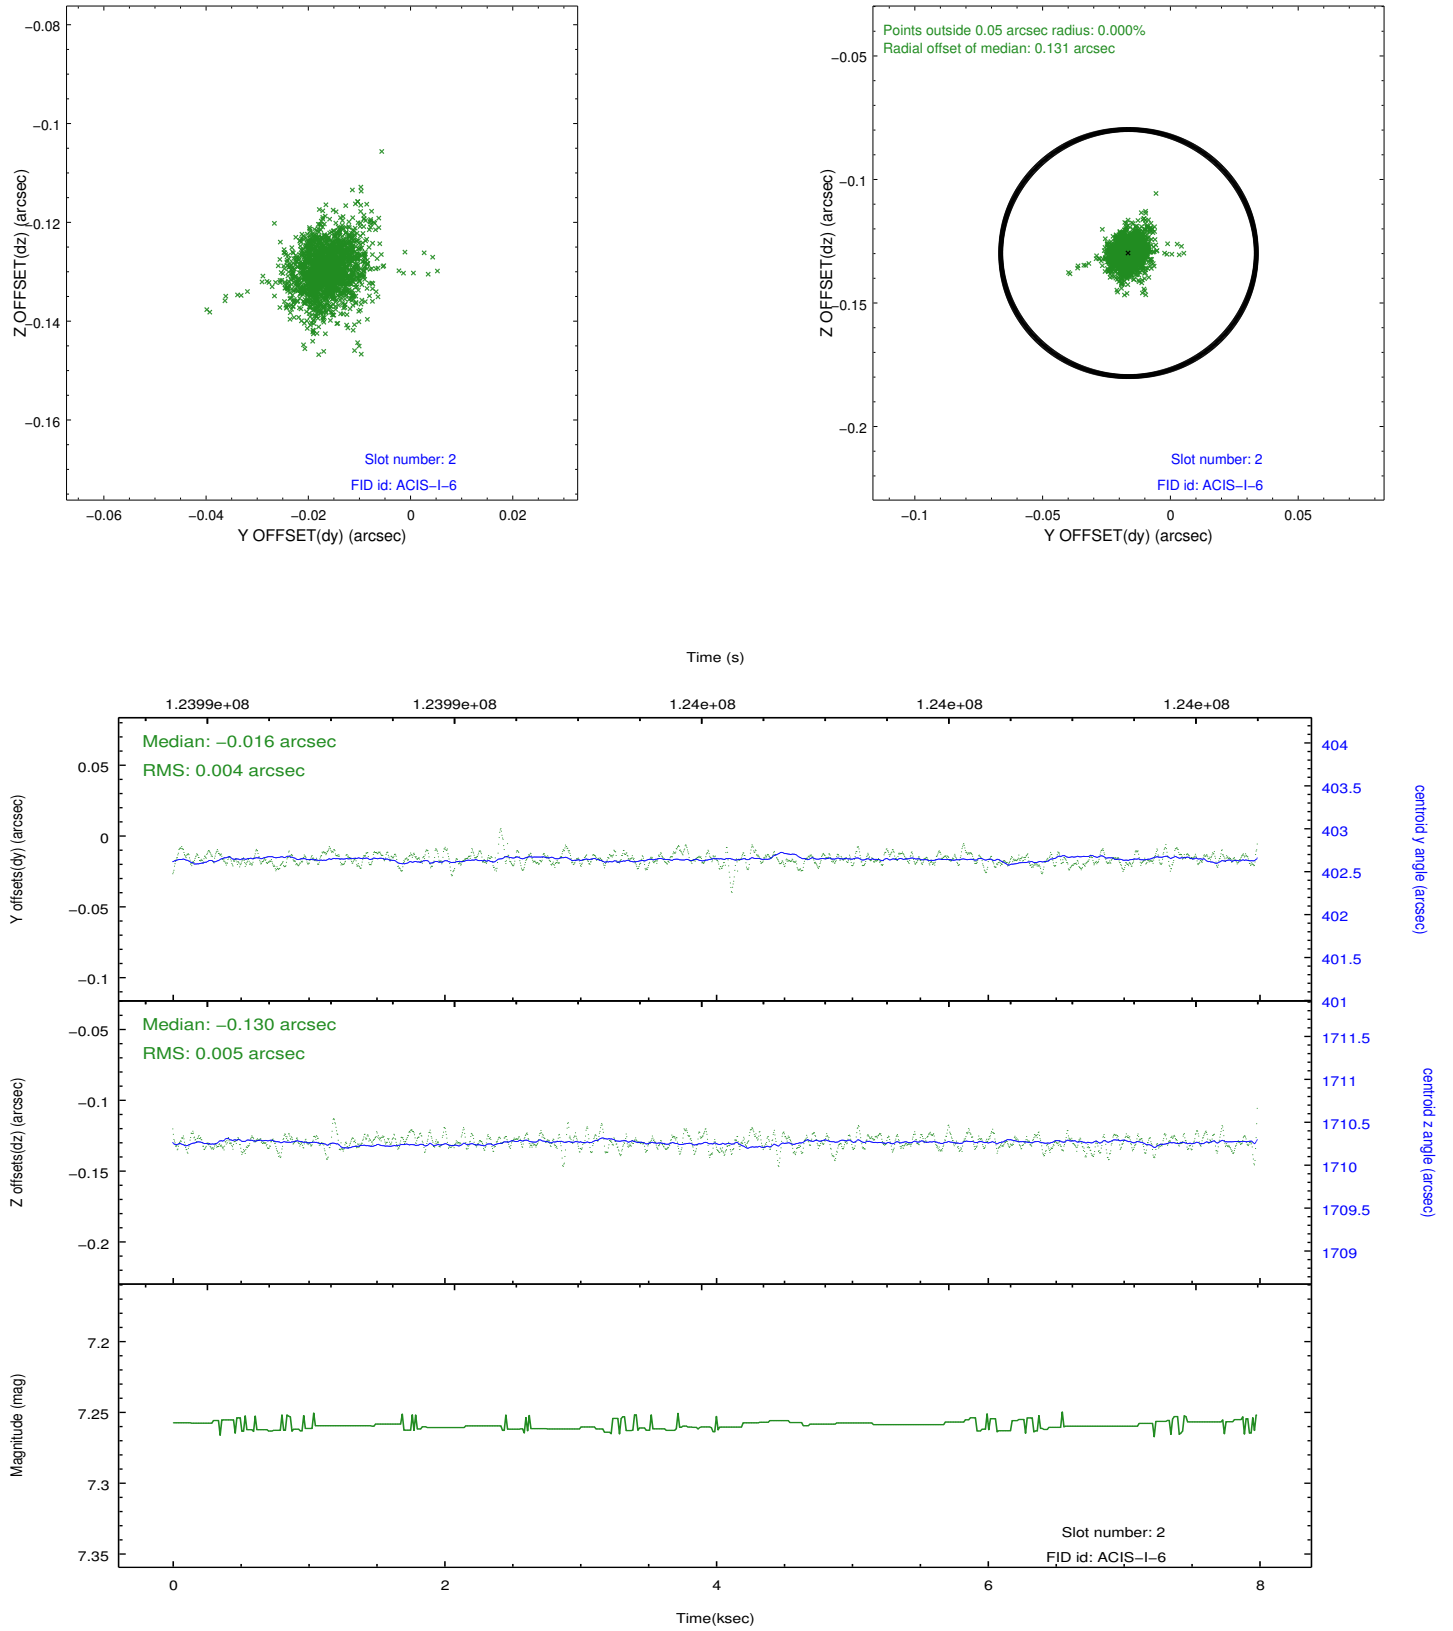 −0.08
−0.1
−0.12
−0.14
−0.16
Z OFFSET(dz) (arcsec)
Slot number: 2
FID id: ACIS−I−6
−0.06 −0.04 −0.02 0 0.02
Y OFFSET(dy) (arcsec)
Points outside 0.05 arcsec radius: 0.000%
Radial offset of median: 0.131 arcsec
−0.05
−0.1
−0.15
−0.2
Z OFFSET(dz) (arcsec)
Slot number: 2
FID id: ACIS−I−6
−0.1 −0.05 0 0.05
Y OFFSET(dy) (arcsec)
Time (s)
1.2399e+08 1.2399e+08 1.24e+08 1.24e+08 1.24e+08
Median: −0.016 arcsec
RMS: 0.004 arcsec
0.05
0
−0.05
−0.1
Y offsets(dy) (arcsec)
404
403.5
403
402.5
402
401.5
401
centroid y angle (arcsec)
Median: −0.130 arcsec
RMS: 0.005 arcsec
−0.05
−0.1
−0.15
−0.2
Z offsets(dz) (arcsec)
1711.5
1711
1710.5
1710
1709.5
1709
centroid z angle (arcsec)
7.2
7.25
7.3
7.35
Magnitude (mag)
Slot number: 2
FID id: ACIS−I−6
0 2 4 6 8
Time(ksec)